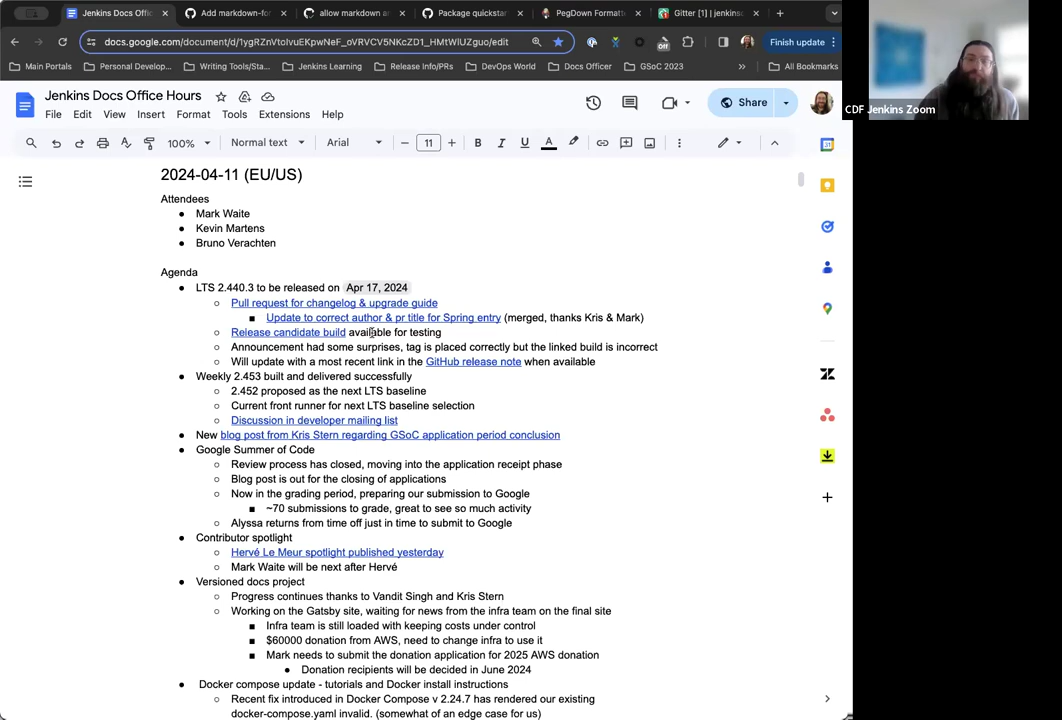 Jenkins Docs Offic
Add markdown-for
allow markdown a
Package quickstar
PegDown Formatt
Gitter [1] | jenkins
docs.google.com/document/d/1ygRZnVtoIvuEKpwNeF_oVRVCV5NKcZD1_HMtWIUZguo/edit
Off
Finish update
Main Portals
Personal Develop...
Writing Tools/Sta...
Jenkins Learning
Release Info/PRs
DevOps World
Docs Officer
GSoC 2023
All Bookmarks
CDF Jenkins Zoom
Jenkins Docs Office Hours
File Edit View Insert Format Tools Extensions Help
Share
100% Normal text Arial 11 B I U A
2024-04-11 (EU/US)
Attendees
Mark Waite
Kevin Martens
Bruno Verachten
Agenda
LTS 2.440.3 to be released on Apr 17, 2024
Pull request for changelog & upgrade guide
Update to correct author & pr title for Spring entry (merged, thanks Kris & Mark)
Release candidate build available for testing
Announcement had some surprises, tag is placed correctly but the linked build is incorrect
Will update with a most recent link in the GitHub release note when available
Weekly 2.453 built and delivered successfully
2.452 proposed as the next LTS baseline
Current front runner for next LTS baseline selection
Discussion in developer mailing list
New blog post from Kris Stern regarding GSoC application period conclusion
Google Summer of Code
Review process has closed, moving into the application receipt phase
Blog post is out for the closing of applications
Now in the grading period, preparing our submission to Google
~70 submissions to grade, great to see so much activity
Alyssa returns from time off just in time to submit to Google
Contributor spotlight
Hervé Le Meur spotlight published yesterday
Mark Waite will be next after Hervé
Versioned docs project
Progress continues thanks to Vandit Singh and Kris Stern
Working on the Gatsby site, waiting for news from the infra team on the final site
Infra team is still loaded with keeping costs under control
$60000 donation from AWS, need to change infra to use it
Mark needs to submit the donation application for 2025 AWS donation
Donation recipients will be decided in June 2024
Docker compose update - tutorials and Docker install instructions
Recent fix introduced in Docker Compose v 2.24.7 has rendered our existing
docker-compose.yaml invalid. (somewhat of an edge case for us)